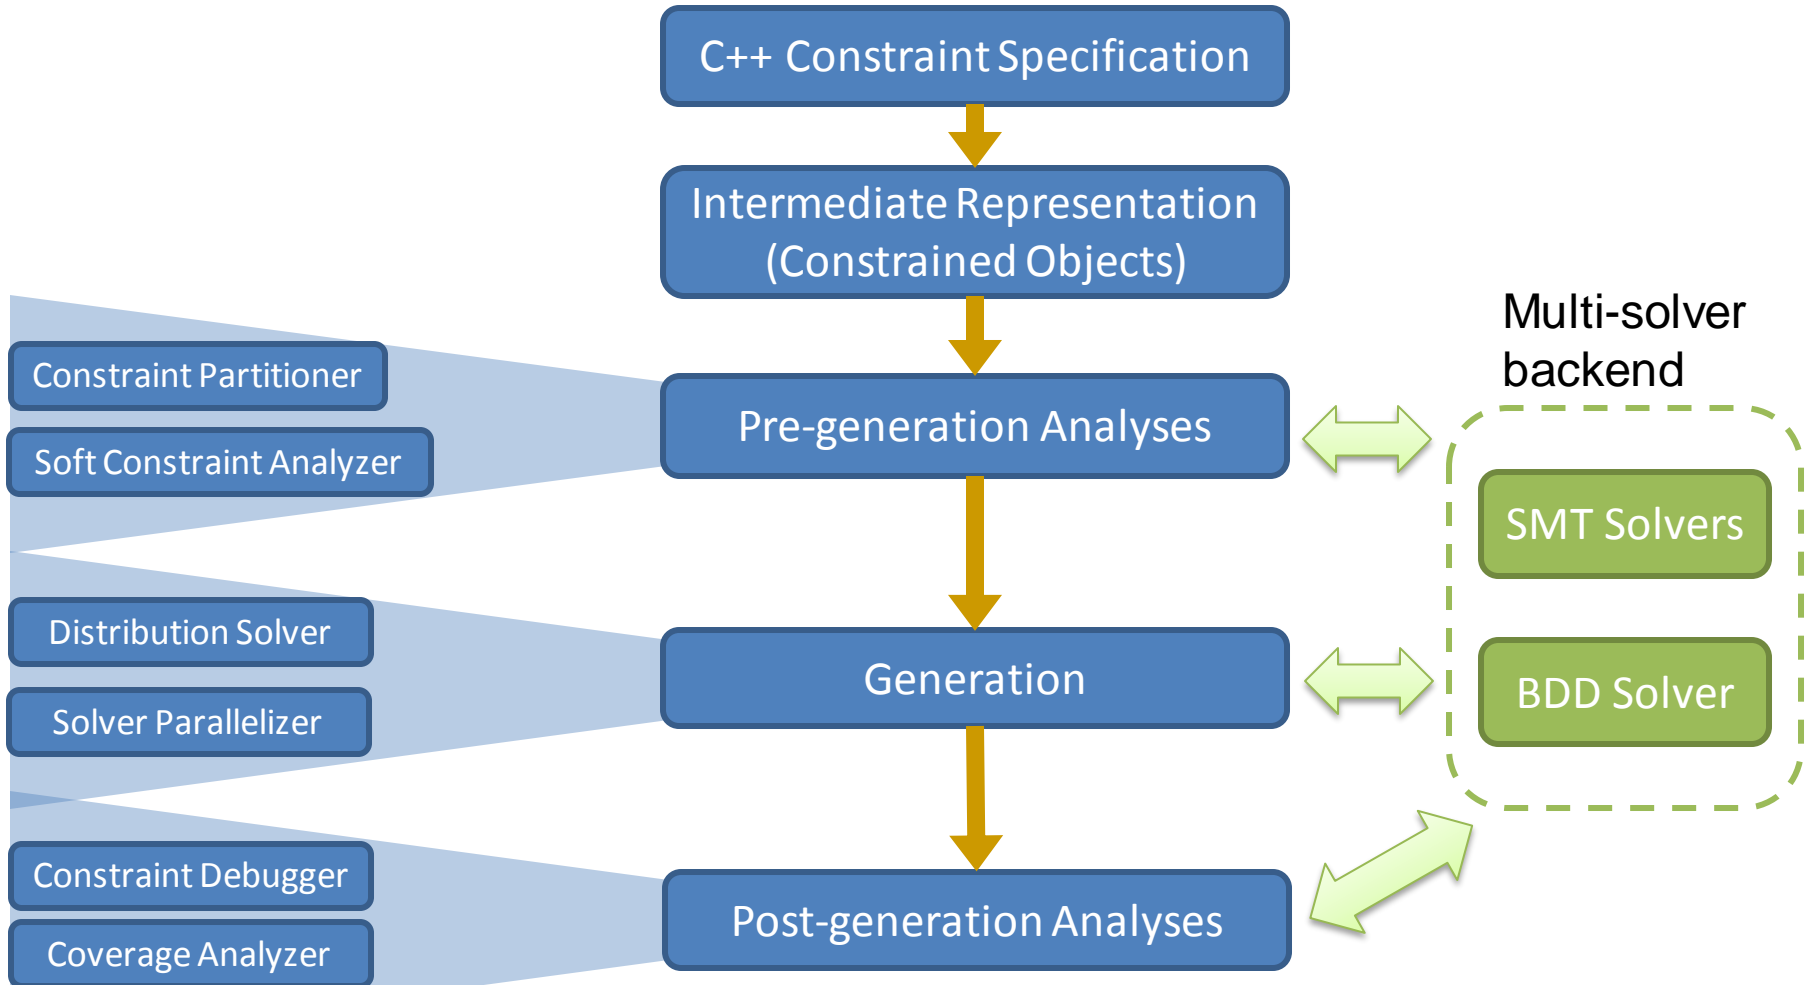 C++ Constraint Specification
Intermediate Representation
(Constrained Objects)
Multi-solver
backend
Constraint Partitioner
Soft Constraint Analyzer
Pre-generation Analyses
SMT Solvers
Distribution Solver
Solver Parallelizer
Generation
BDD Solver
Constraint Debugger
Coverage Analyzer
Post-generation Analyses